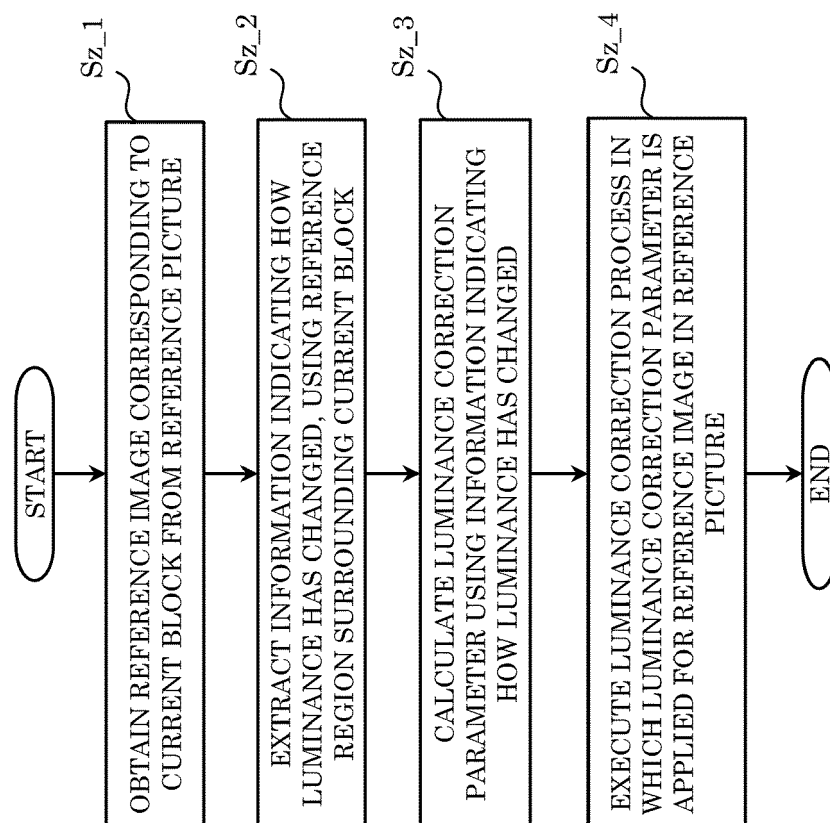 START
Sz_1
OBTAIN REFERENCE IMAGE CORRESPONDING TO
CURRENT BLOCK FROM REFERENCE PICTURE
Sz_2
EXTRACT INFORMATION INDICATING HOW
LUMINANCE HAS CHANGED, USING REFERENCE
REGION SURROUNDING CURRENT BLOCK
Sz_3
CALCULATE LUMINANCE CORRECTION
PARAMETER USING INFORMATION INDICATING
HOW LUMINANCE HAS CHANGED
Sz_4
EXECUTE LUMINANCE CORRECTION PROCESS IN
WHICH LUMINANCE CORRECTION PARAMETER IS
APPLIED FOR REFERENCE IMAGE IN REFERENCE
PICTURE
END